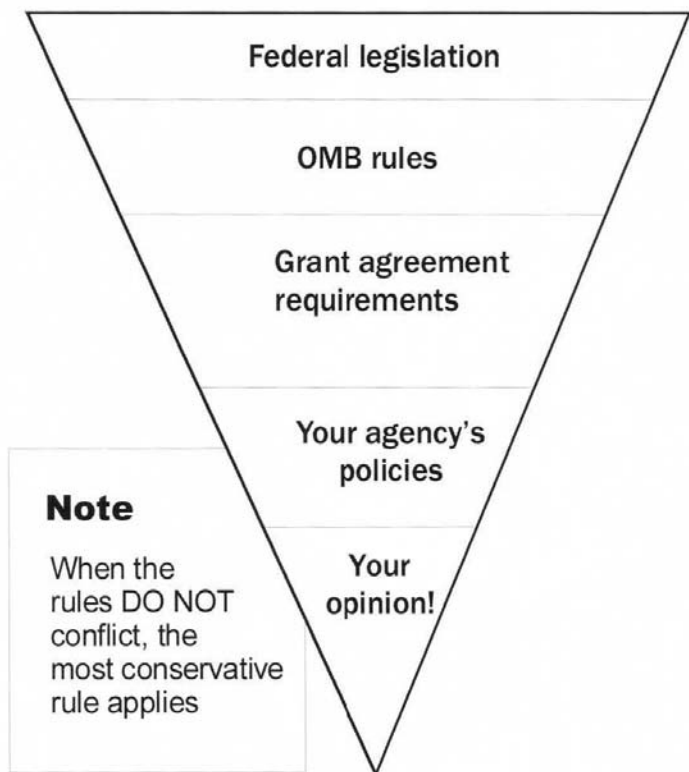 Federal legislation
OMB rules
Grant agreement
requirements
Your agency's
policies
Your
opinion!
Note
When the
rules DO NOT
conflict, the
most conservative
rule applies